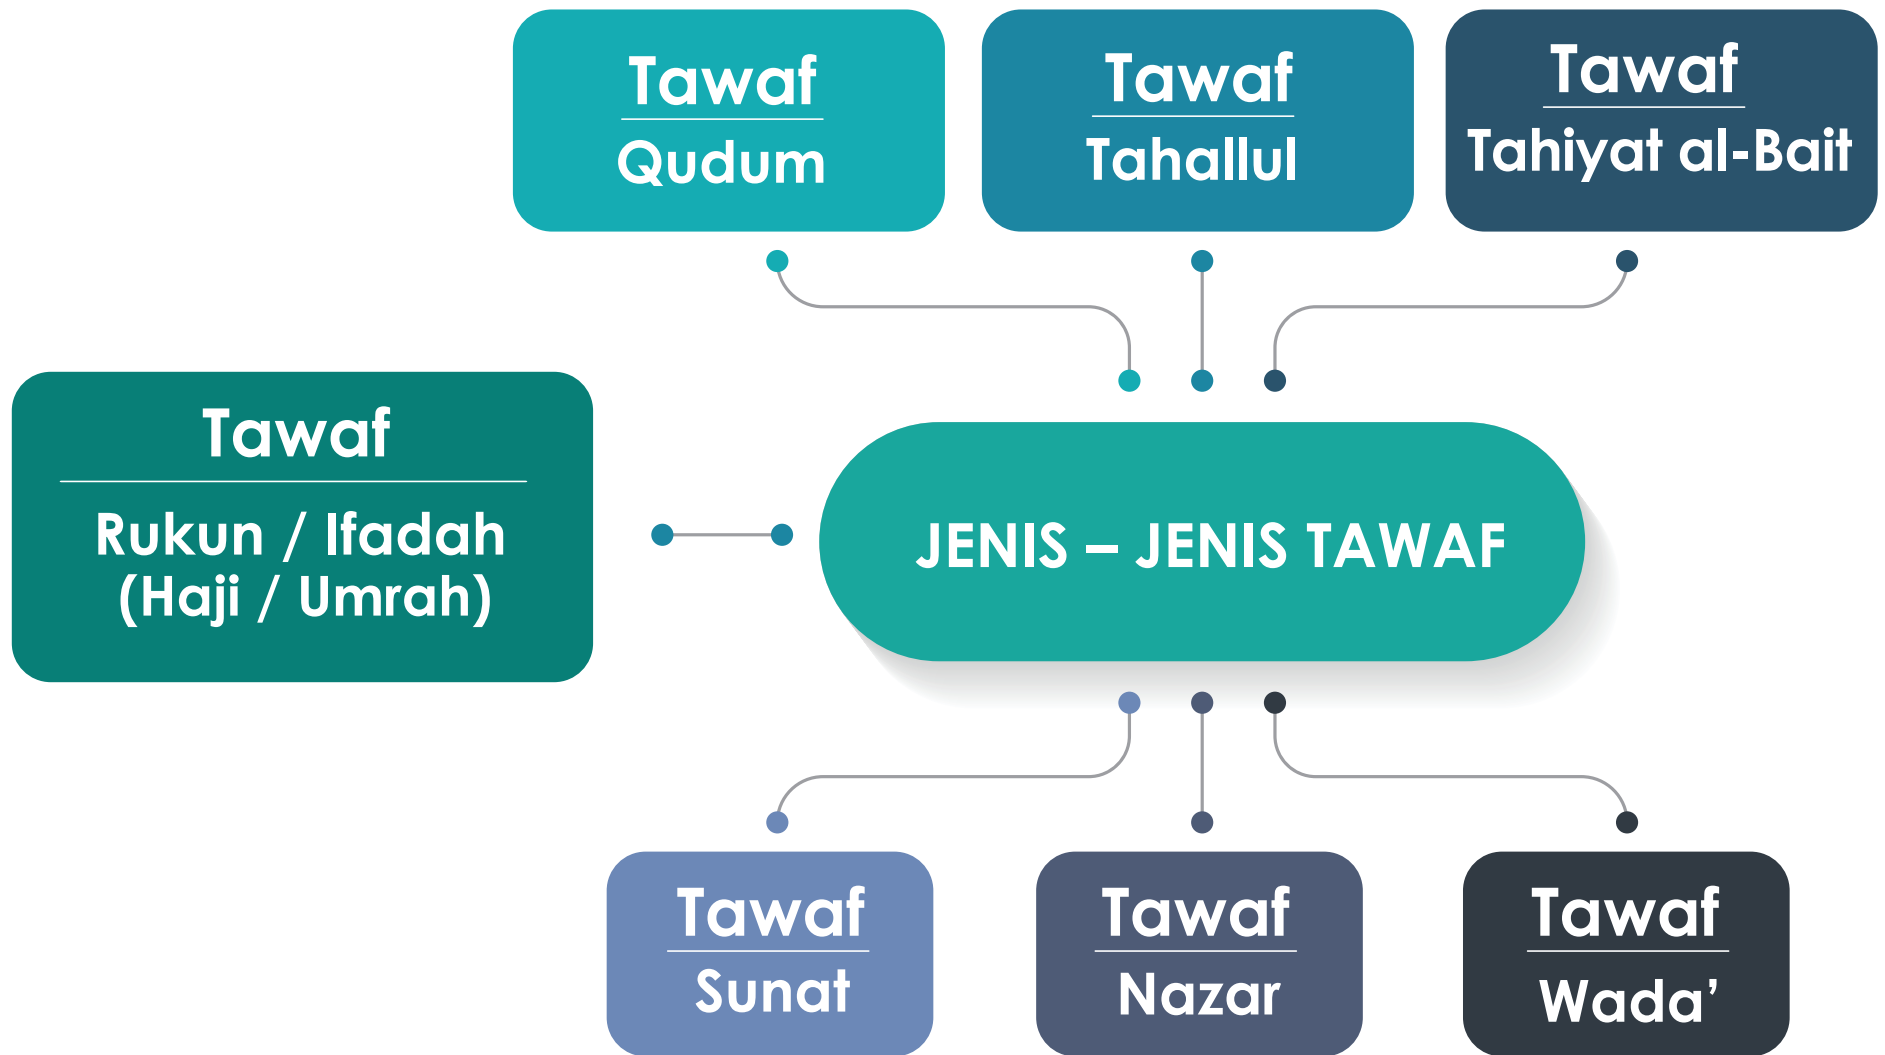 Tawaf
Qudum
Tawaf
Tahallul
Tawaf
Tahiyat al-Bait
Tawaf
Rukun / Ifadah
(Haji / Umrah)
JENIS – JENIS TAWAF
Tawaf
Sunat
Tawaf
Nazar
Tawaf
Wada’